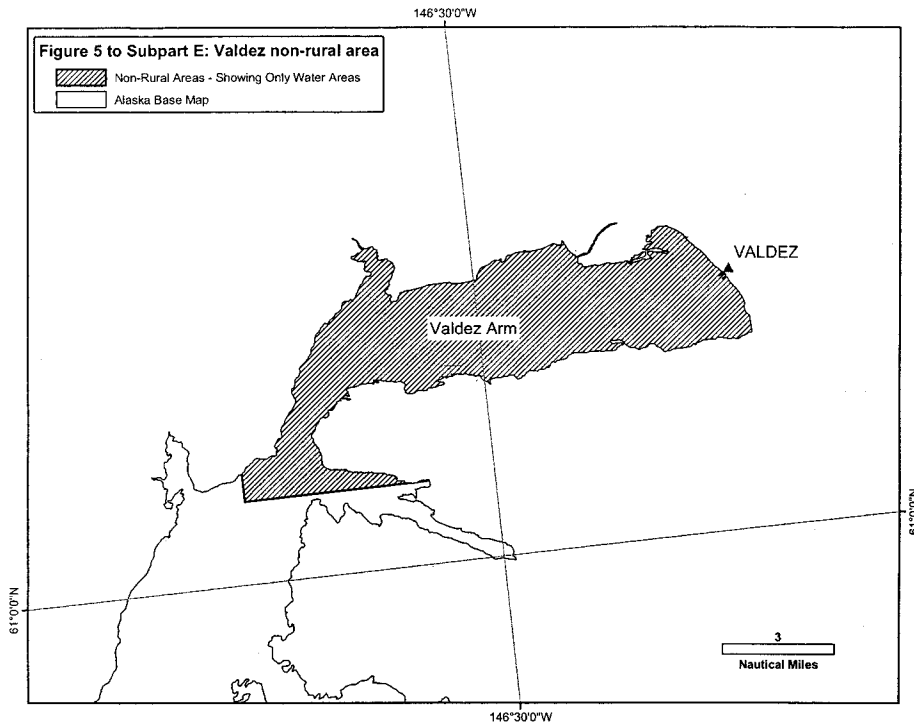 146°30'0"W
Figure 5 to Subpart E: Valdez non-rural area
Non-Rural Areas - Showing Only Water Areas
Alaska Base Map
VALDEZ
Valdez Arm
61°0'0"N
61°0'0"N
3
Nautical Miles
146°30'0"W